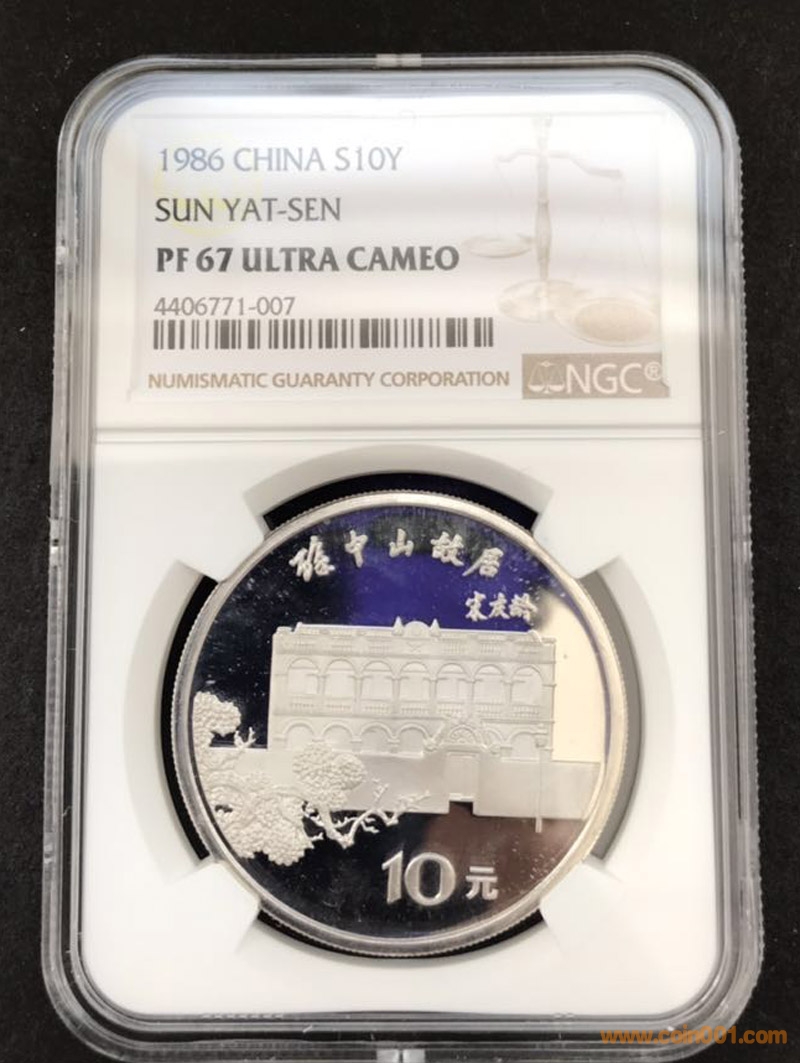 1986 CHINA S10Y
SUN YAT-SEN
PF 67 ULTRA CAMEO
4406771-007
NUMISMATIC GUARANTY CORPORATION
NGC®
孫中山故居
宋庆龄
10元
www.coin001.com